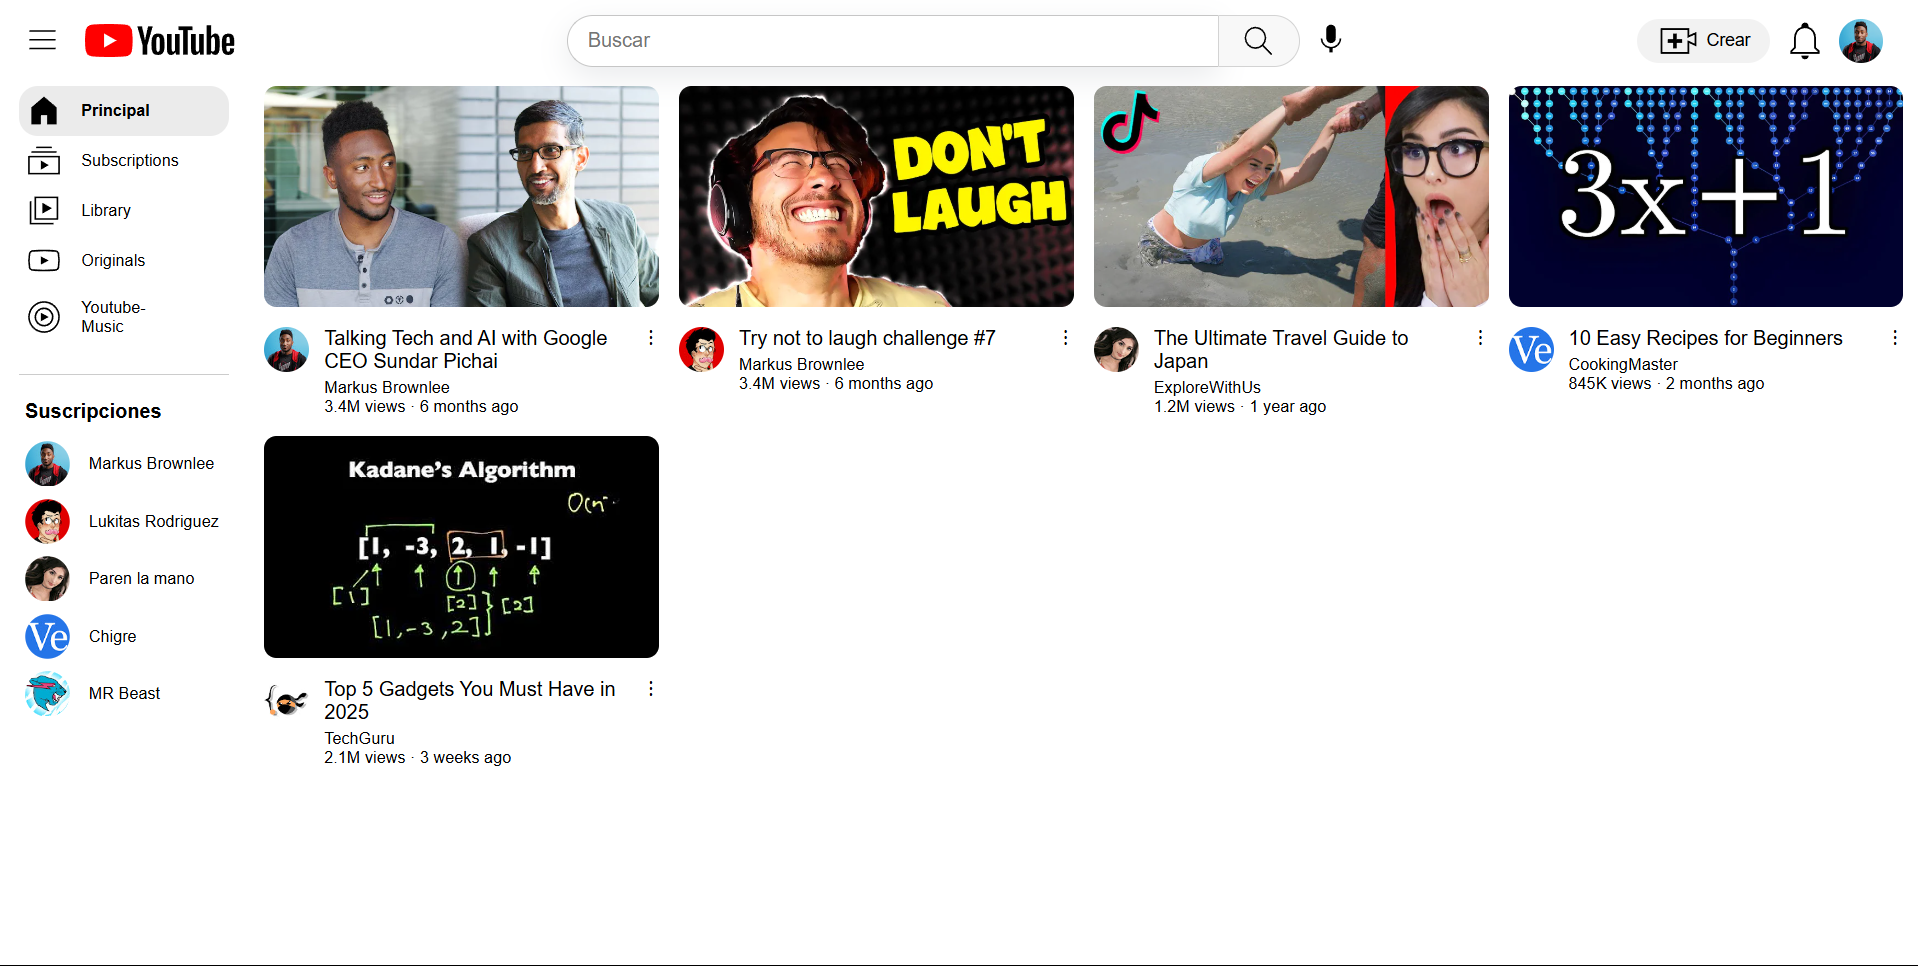 YouTube
Buscar
Crear
Principal
Subscriptions
Library
Originals
Youtube-
Music
Suscripciones
Markus Brownlee
Lukitas Rodriguez
Paren la mano
Ve
Chigre
MR Beast
DON'T
LAUGH
3x+1
Talking Tech and AI with Google
CEO Sundar Pichai
Markus Brownlee
3.4M views · 6 months ago
Try not to laugh challenge #7
Markus Brownlee
3.4M views · 6 months ago
The Ultimate Travel Guide to
Japan
ExploreWithUs
1.2M views · 1 year ago
Ve
10 Easy Recipes for Beginners
CookingMaster
845K views · 2 months ago
Kadane's Algorithm
[1, -3, 2, 1, -1]
[1]
[2] [2]
[1,-3,2]
Top 5 Gadgets You Must Have in
2025
TechGuru
2.1M views · 3 weeks ago